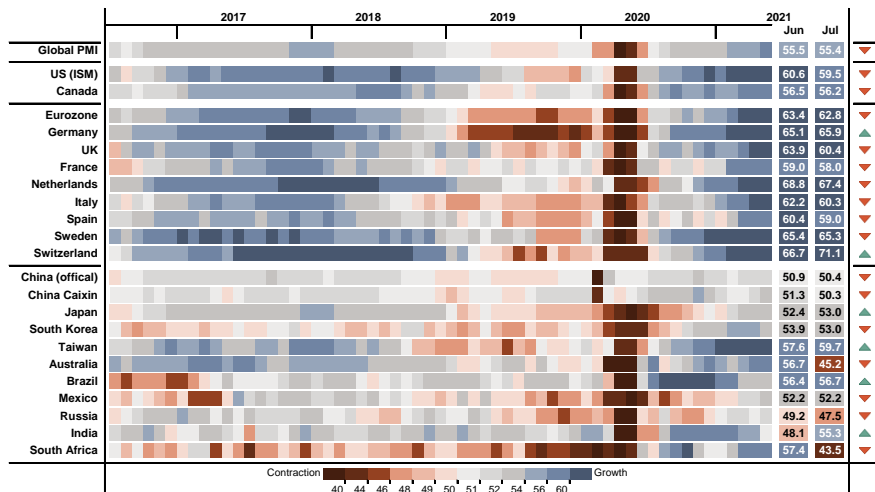 2017 2018 2019 2020 2021
Jun Jul
Global PMI 55.5 55.4
US (ISM) 60.6 59.5
Canada 56.5 56.2
Eurozone 63.4 62.8
Germany 65.1 65.9
UK 63.9 60.4
France 59.0 58.0
Netherlands 68.8 67.4
Italy 62.2 60.3
Spain 60.4 59.0
Sweden 65.4 65.3
Switzerland 66.7 71.1
China (offical) 50.9 50.4
China Caixin 51.3 50.3
Japan 52.4 53.0
South Korea 53.9 53.0
Taiwan 57.6 59.7
Australia 56.7 45.2
Brazil 56.4 56.7
Mexico 52.2 52.2
Russia 49.2 47.5
India 48.1 55.3
South Africa 57.4 43.5
Contraction Growth
40 44 46 48 49 50 51 52 54 56 60